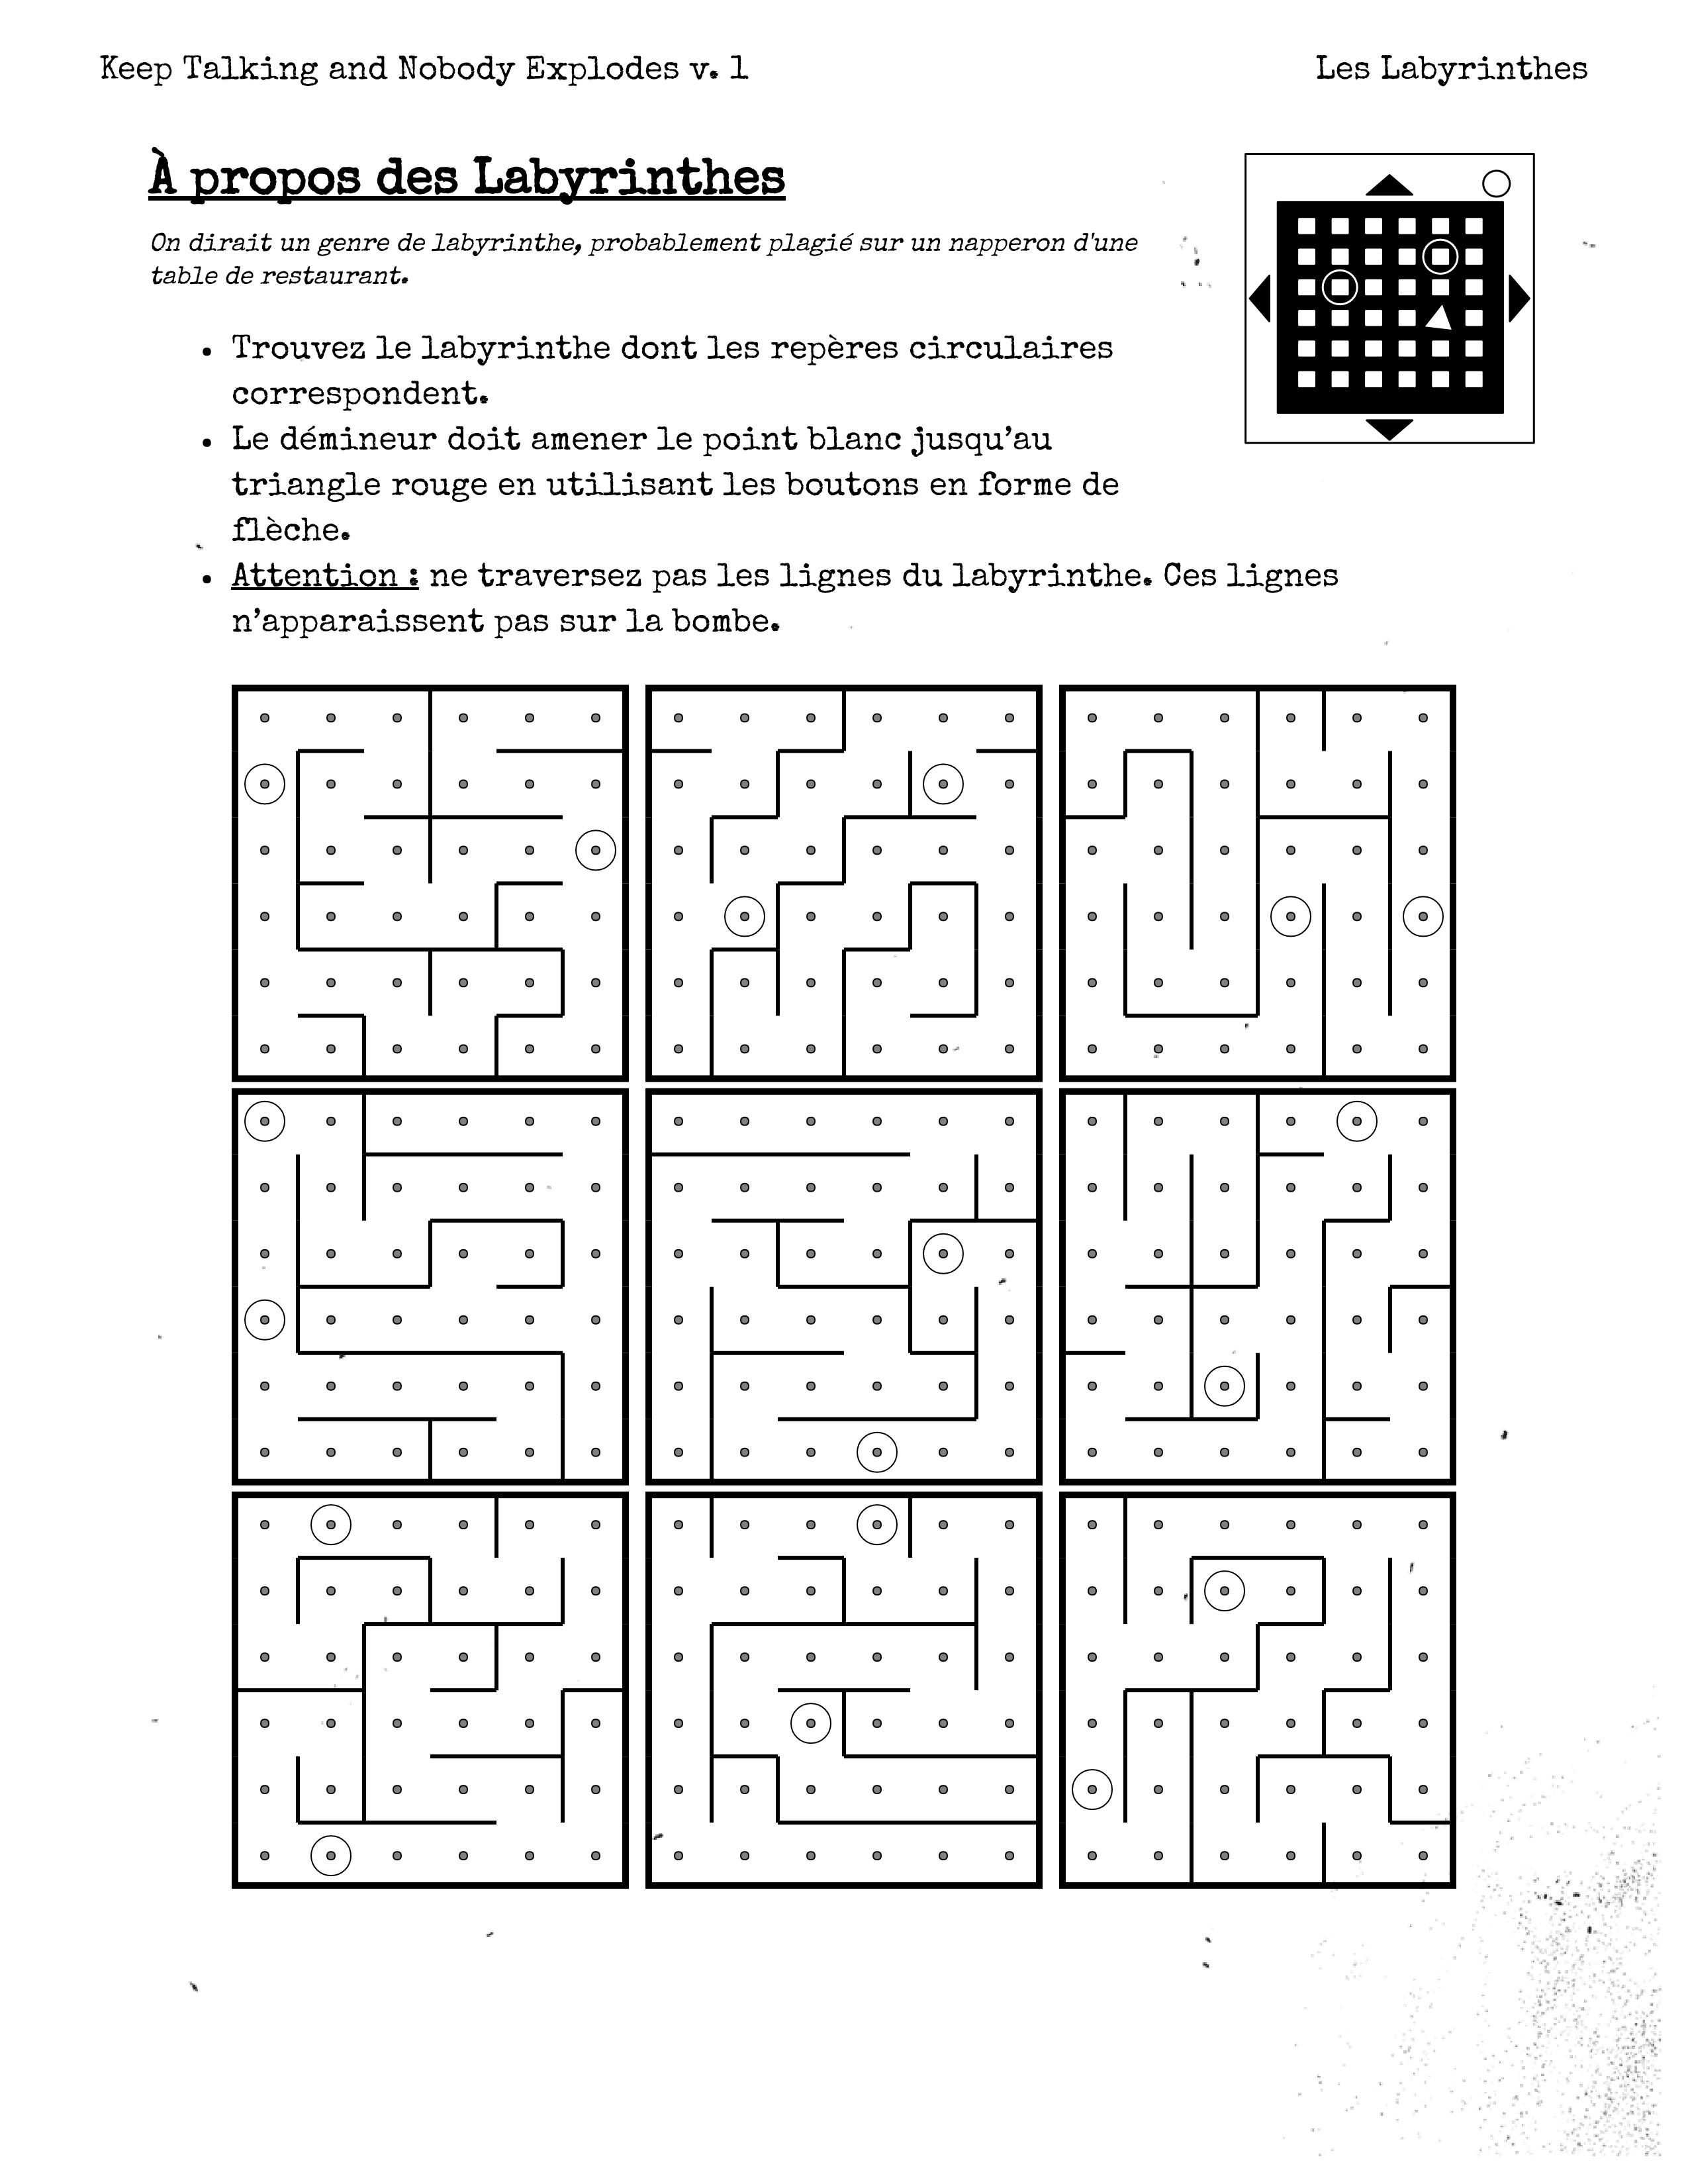 Keep Talking and Nobody Explodes v. 1
Les Labyrinthes
À propos des Labyrinthes
On dirait un genre de labyrinthe, probablement plagié sur un napperon d'une
table de restaurant.
• Trouvez le labyrinthe dont les repères circulaires
correspondent.
• Le démineur doit amener le point blanc jusqu’au
triangle rouge en utilisant les boutons en forme de
flèche.
• Attention : ne traversez pas les lignes du labyrinthe. Ces lignes
n’apparaissent pas sur la bombe.